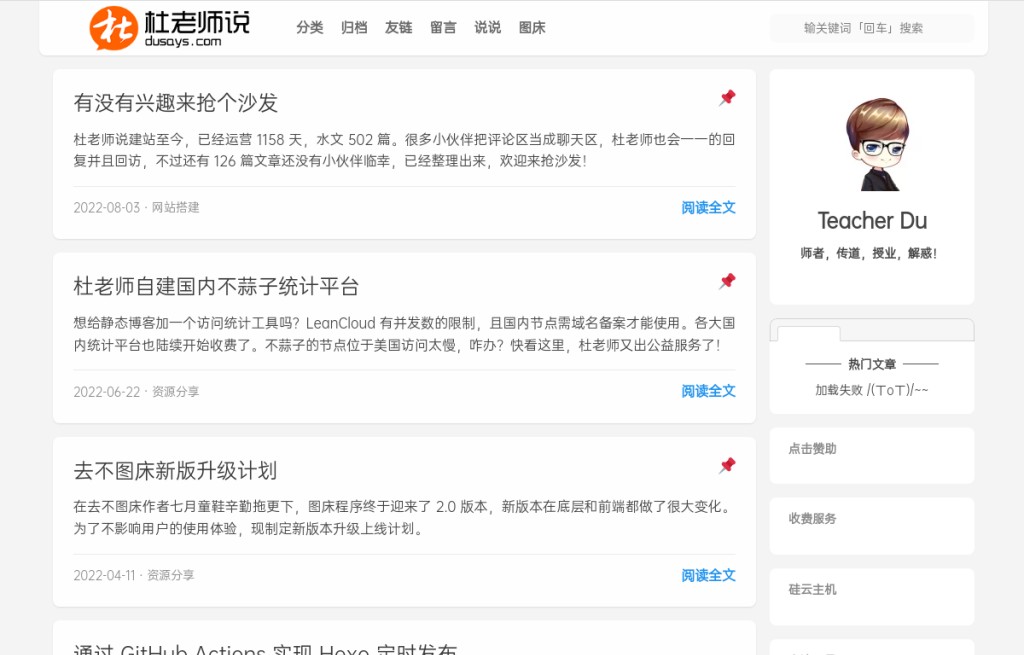 杜老师说
dusays.com
分类 归档 友链 留言 说说 图床
输关键词「回车」搜索
有没有兴趣来抢个沙发
杜老师说建站至今，已经运营 1158 天，水文 502 篇。很多小伙伴把评论区当成聊天区，杜老师也会一一的回
复并且回访，不过还有 126 篇文章还没有小伙伴临幸，已经整理出来，欢迎来抢沙发！
2022-08-03 · 网站搭建
阅读全文
杜老师自建国内不蒜子统计平台
想给静态博客加一个访问统计工具吗？LeanCloud 有并发数的限制，且国内节点需域名备案才能使用。各大国
内统计平台也陆续开始收费了。不蒜子的节点位于美国访问太慢，咋办？快看这里，杜老师又出公益服务了！
2022-06-22 · 资源分享
阅读全文
去不图床新版升级计划
在去不图床作者七月童鞋辛勤拖更下，图床程序终于迎来了 2.0 版本，新版本在底层和前端都做了很大变化。
为了不影响用户的使用体验，现制定新版本升级上线计划。
2022-04-11 · 资源分享
阅读全文
通过 GitHub Actions 实现 Hexo 定时发布
Teacher Du
师者，传道，授业，解惑！
热门文章
加载失败 /(ToT)/~~
点击赞助
收费服务
硅云主机